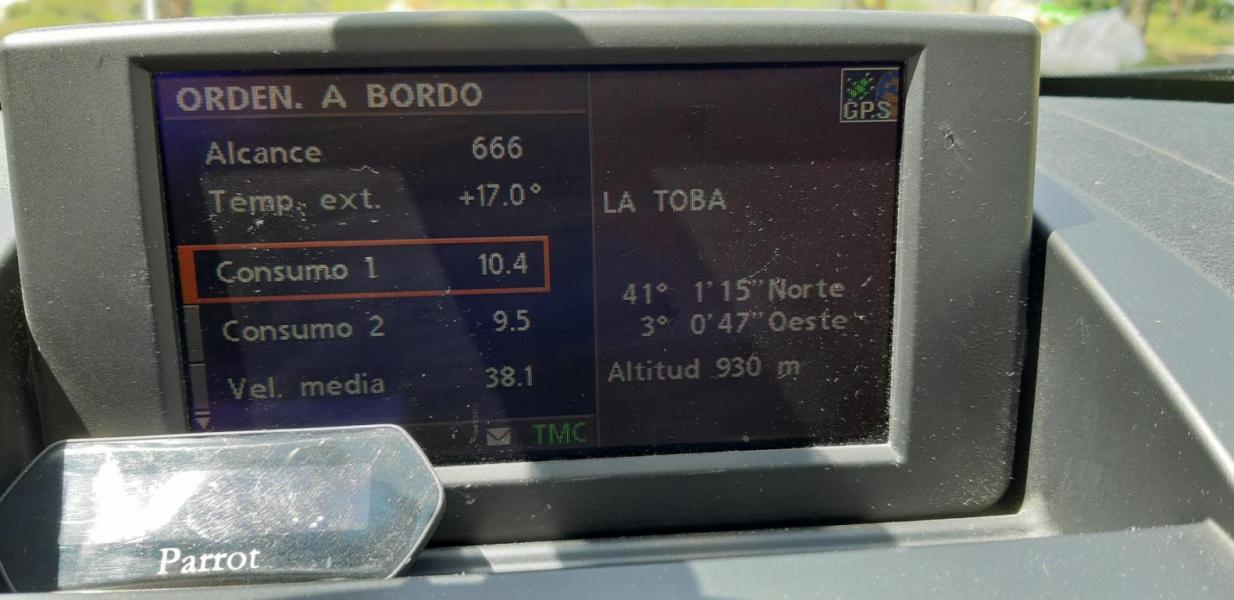 ORDEN. A BORDO
GPS
Alcance 666
Temp. ext. +17.0°
LA TOBA
Consumo 1 10.4
41° 1'15" Norte
Consumo 2 9.5
3° 0'47" Oeste
Vel. média 38.1
Altitud 930 m
TMC
Parrot